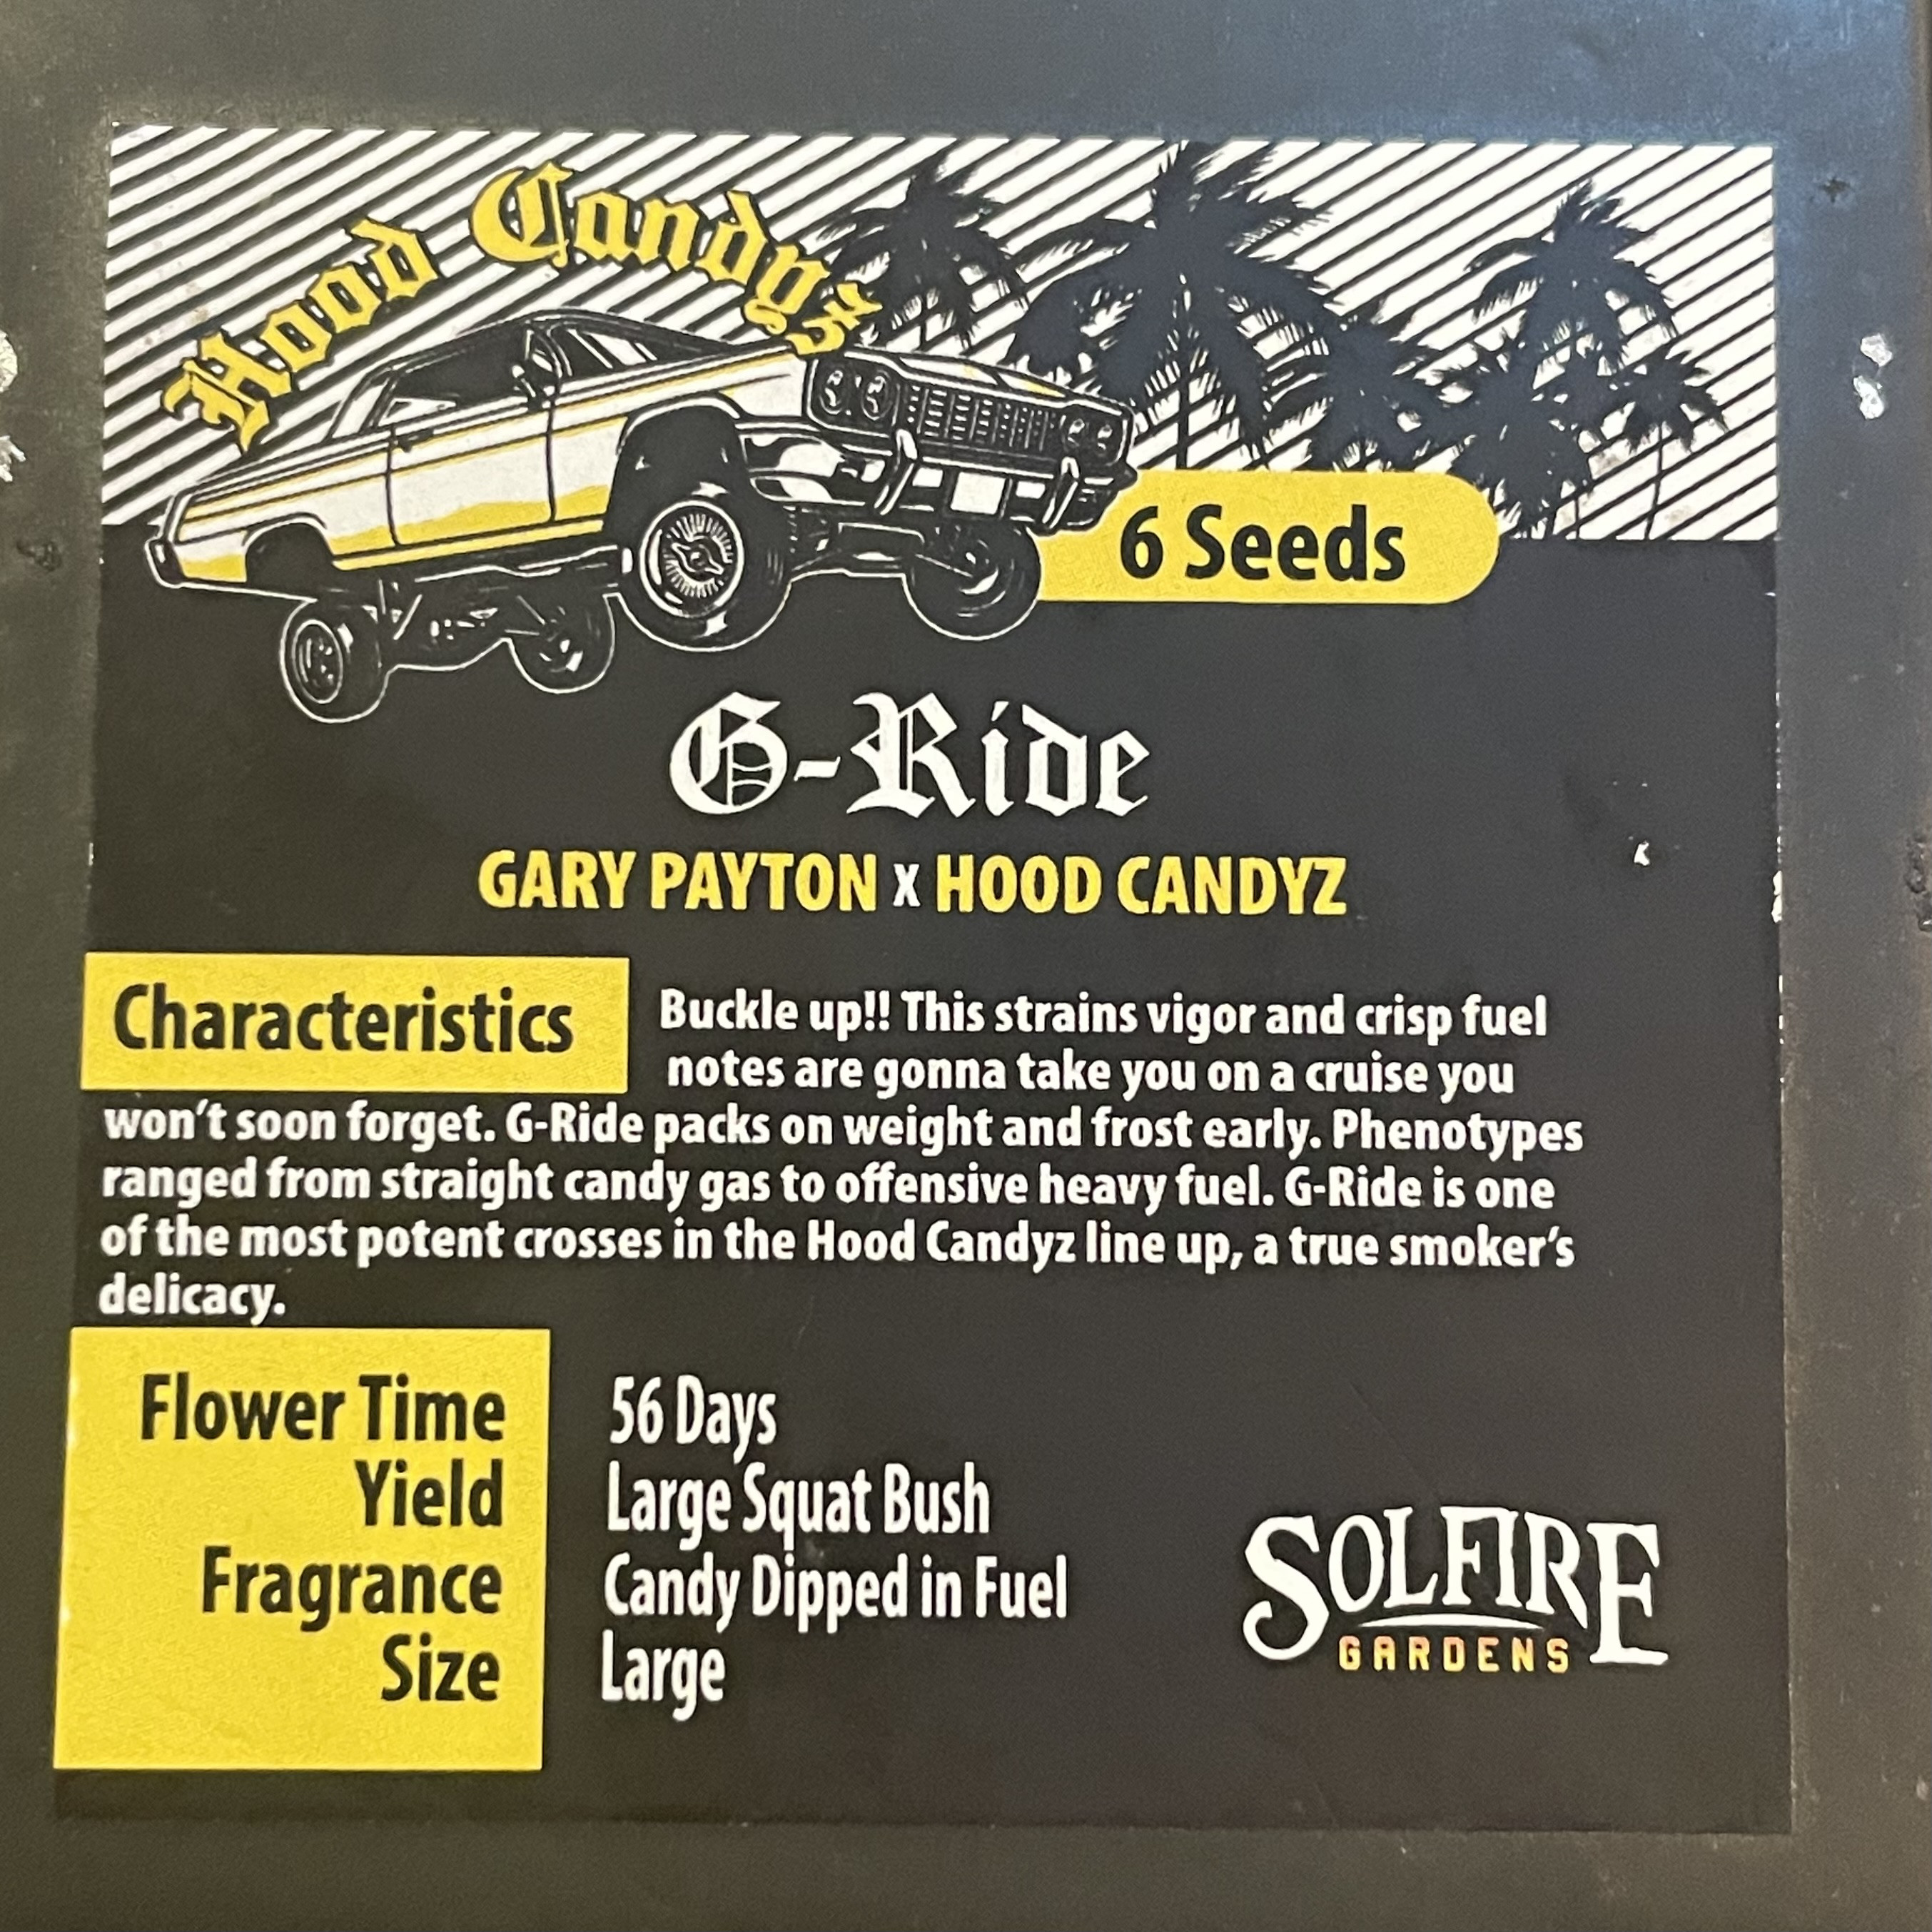 Hood Candyz
6 Seeds
G-Ride
GARY PAYTON X HOOD CANDYZ
Characteristics
Buckle up!! This strains vigor and crisp fuel
notes are gonna take you on a cruise you
won't soon forget. G-Ride packs on weight and frost early. Phenotypes
ranged from straight candy gas to offensive heavy fuel. G-Ride is one
of the most potent crosses in the Hood Candyz line up, a true smoker's
delicacy.
Flower Time 56 Days
Yield Large Squat Bush
Fragrance Candy Dipped in Fuel
Size Large
SOLFIRE
GARDENS